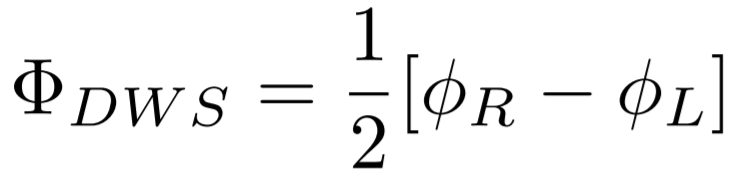 Φ_{DWS} = \frac{1}{2}[ϕ_R − ϕ_L]